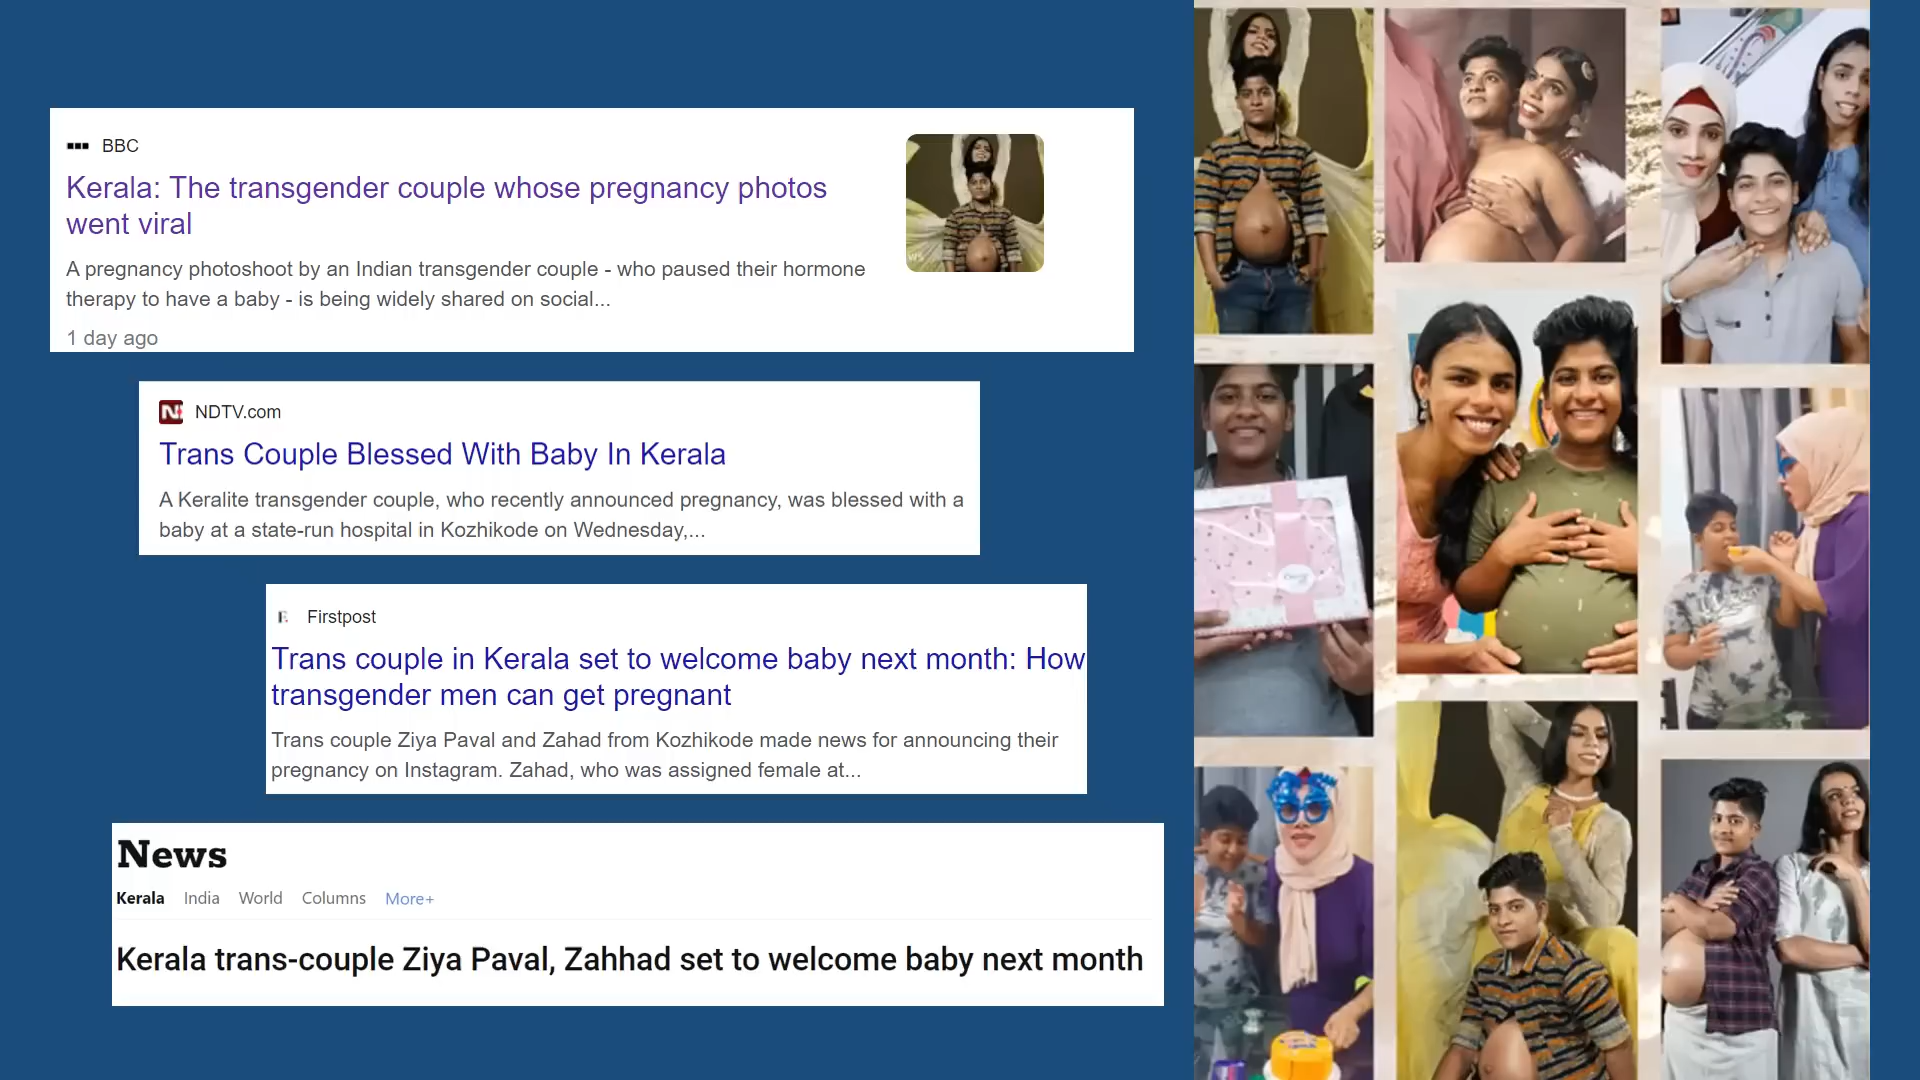 BBC
Kerala: The transgender couple whose pregnancy photos
went viral
A pregnancy photoshoot by an Indian transgender couple - who paused their hormone
therapy to have a baby - is being widely shared on social...
1 day ago
N
NDTV.com
Trans Couple Blessed With Baby In Kerala
A Keralite transgender couple, who recently announced pregnancy, was blessed with a
baby at a state-run hospital in Kozhikode on Wednesday,...
F.
Firstpost
Trans couple in Kerala set to welcome baby next month: How
transgender men can get pregnant
Trans couple Ziya Paval and Zahad from Kozhikode made news for announcing their
pregnancy on Instagram. Zahad, who was assigned female at...
News
Kerala India World Columns More+
Kerala trans-couple Ziya Paval, Zahhad set to welcome baby next month